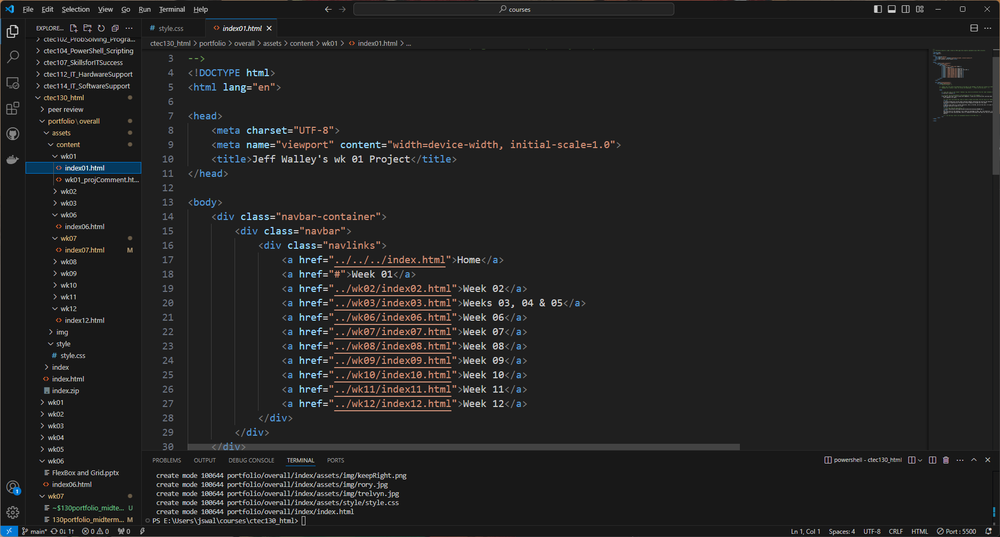 File Edit Selection View Go Run Terminal Help
courses
EXPLORE...
style.css
index01.html
ctec130_html > portfolio > overall > assets > content > wk01 > index01.html > ...
ctec102_ProbSolving_Progra...
ctec104_PowerShell_Scripting
ctec107_SkillsforITSuccess
ctec112_IT_HardwareSupport
ctec114_IT_SoftwareSupport
ctec130_html
peer review
portfolio\overall
assets
content
wk01
index01.html
wk01_projComment.ht...
wk02
wk03
wk06
index06.html
wk07
index07.html M
wk08
wk09
wk10
wk11
wk12
index12.html
img
style
# style.css
index
index.html
index.zip
wk01
wk02
wk03
wk04
wk05
wk06
FlexBox and Grid.pptx
index06.html
wk07
~$130portfolio_midte... U
130portfolio_midterm... M
3 -->
4 <!DOCTYPE html>
5 <html lang="en">
6
7 <head>
8 <meta charset="UTF-8">
9 <meta name="viewport" content="width=device-width, initial-scale=1.0">
10 <title>Jeff Walley's wk 01 Project</title>
11 </head>
12
13 <body>
14 <div class="navbar-container">
15 <div class="navbar">
16 <div class="navlinks">
17 <a href="../../../index.html">Home</a>
18 <a href="#">Week 01</a>
19 <a href="../wk02/index02.html">Week 02</a>
20 <a href="../wk03/index03.html">Weeks 03, 04 & 05</a>
21 <a href="../wk06/index06.html">Week 06</a>
22 <a href="../wk07/index07.html">Week 07</a>
23 <a href="../wk08/index08.html">Week 08</a>
24 <a href="../wk09/index09.html">Week 09</a>
25 <a href="../wk10/index10.html">Week 10</a>
26 <a href="../wk11/index11.html">Week 11</a>
27 <a href="../wk12/index12.html">Week 12</a>
28 </div>
29 </div>
30 </div>
PROBLEMS OUTPUT DEBUG CONSOLE TERMINAL PORTS
powershell - ctec130_html
create mode 100644 portfolio/overall/index/assets/img/keepRight.png
create mode 100644 portfolio/overall/index/assets/img/rory.jpg
create mode 100644 portfolio/overall/index/assets/img/trelvyn.jpg
create mode 100644 portfolio/overall/index/assets/style/style.css
create mode 100644 portfolio/overall/index/index.html
PS E:\Users\jswal\courses\ctec130_html>
1
main* 0↓ 1↑ 0 0 0
Ln 1, Col 1 Spaces: 4 UTF-8 CRLF HTML Port : 5500